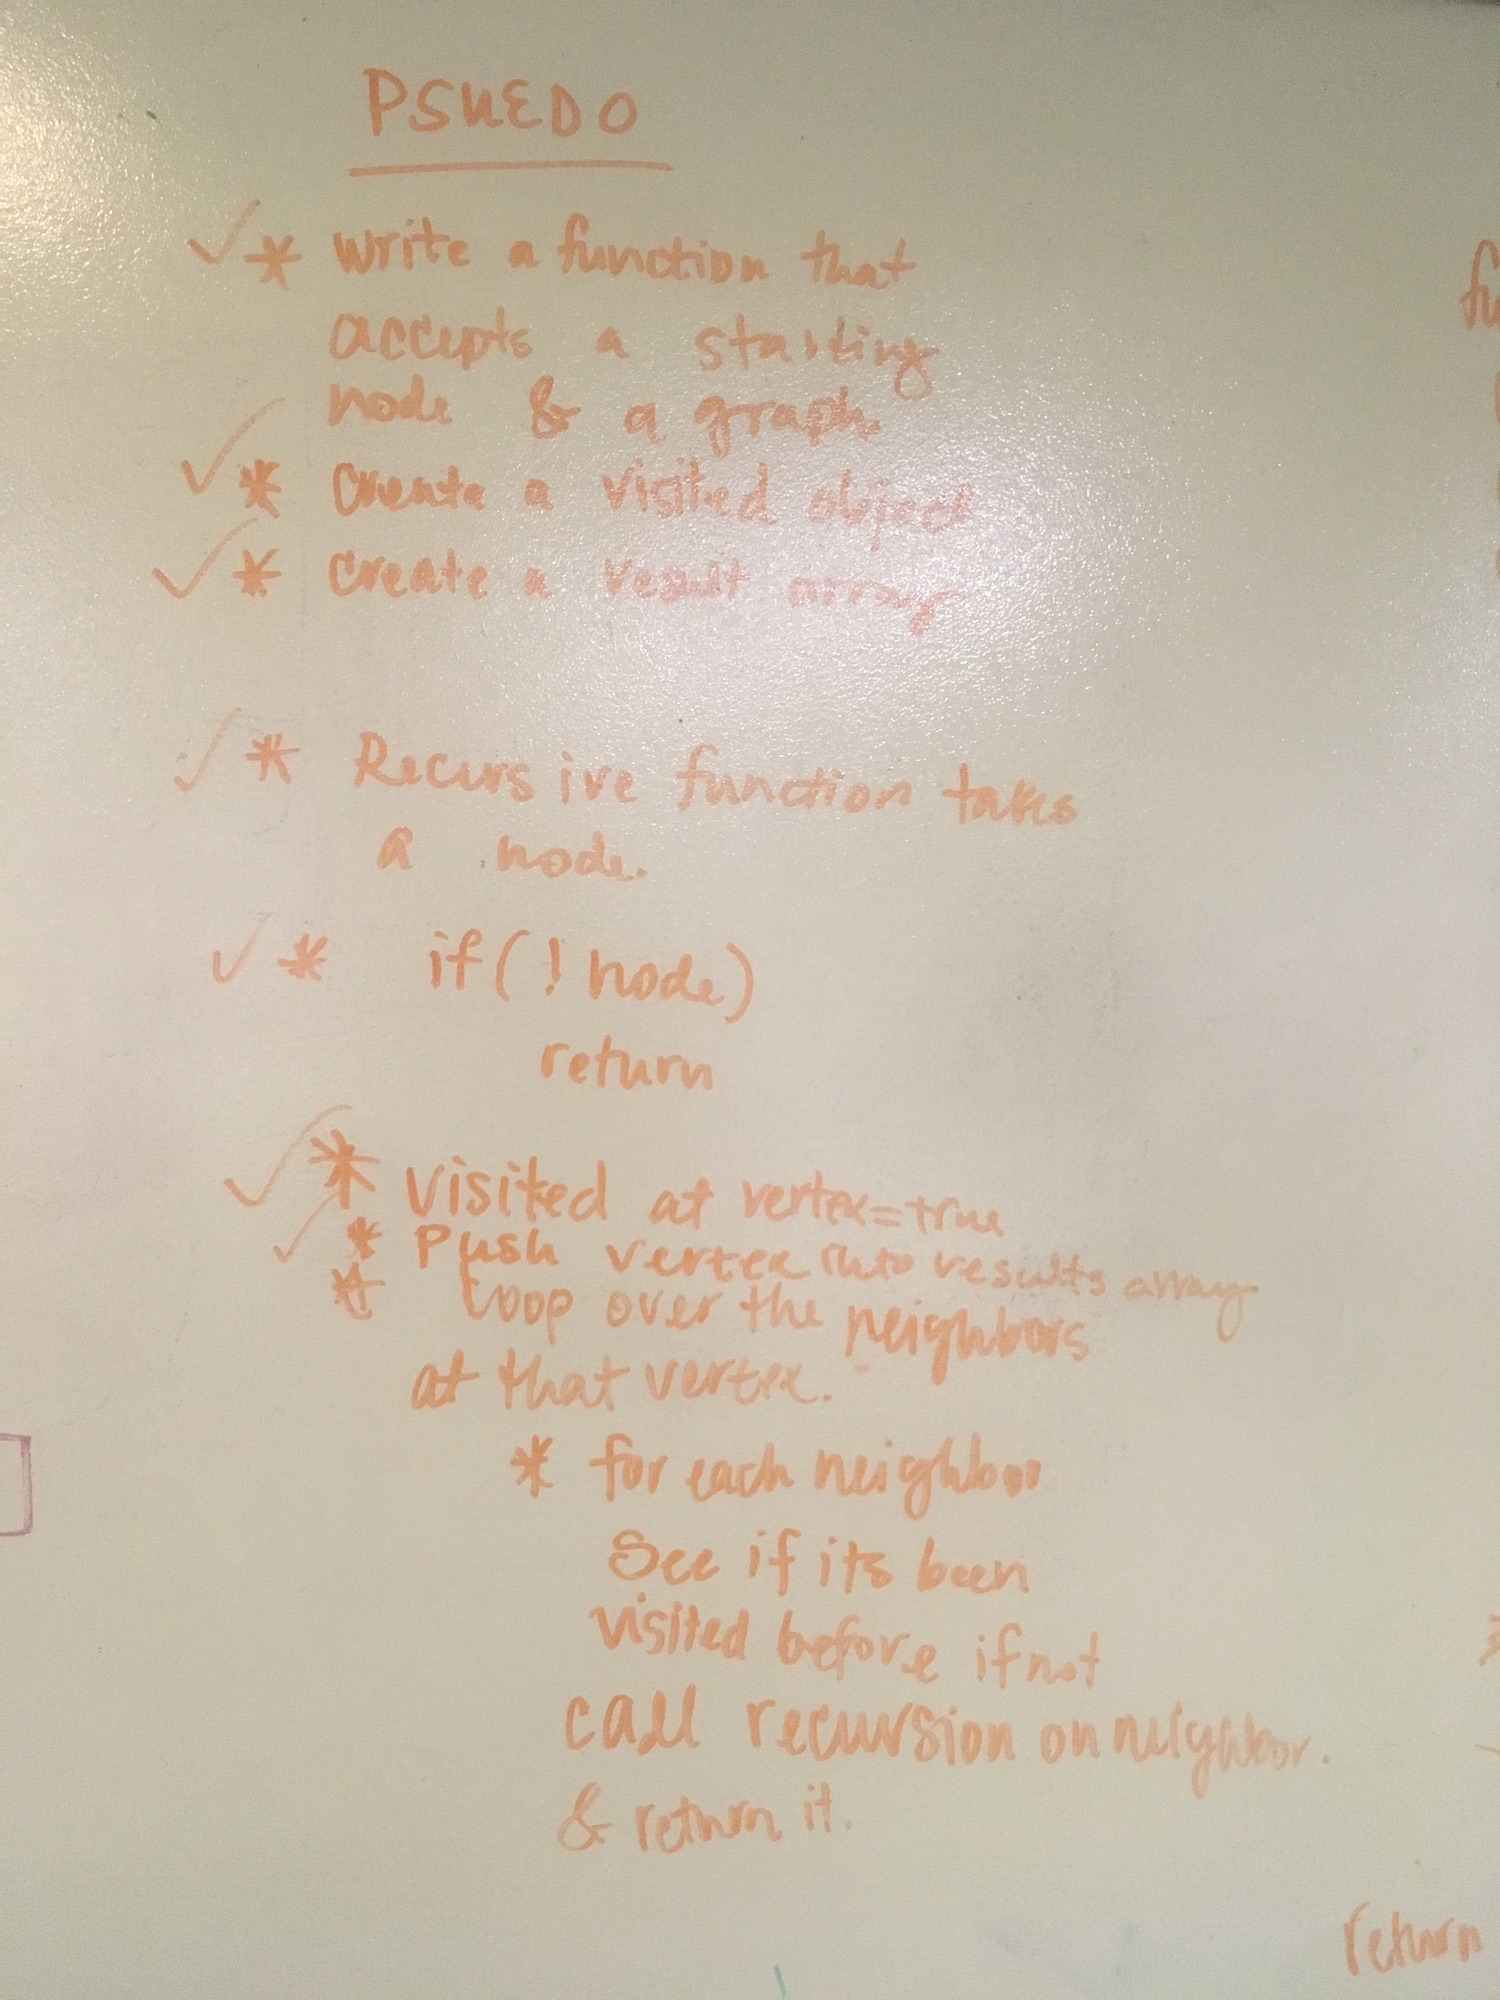 PSUEDO
✓ * write a function that
accepts a starting
node & a graph.
✓ * Create a visited object
✓ * create a result array
✓ * Recursive function takes
a node.
✓ * if(!node)
return
✓ * visited at vertex=true
✓ * Push vertex into results array
* Loop over the neighbors
at that vertex.
* for each neighbor
See if its been
visited before if not
call recursion on neighbor.
& return it.
return